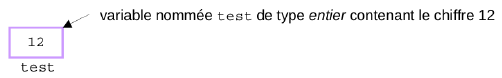 variable nommée test de type entier contenant le chiffre 12
12
test